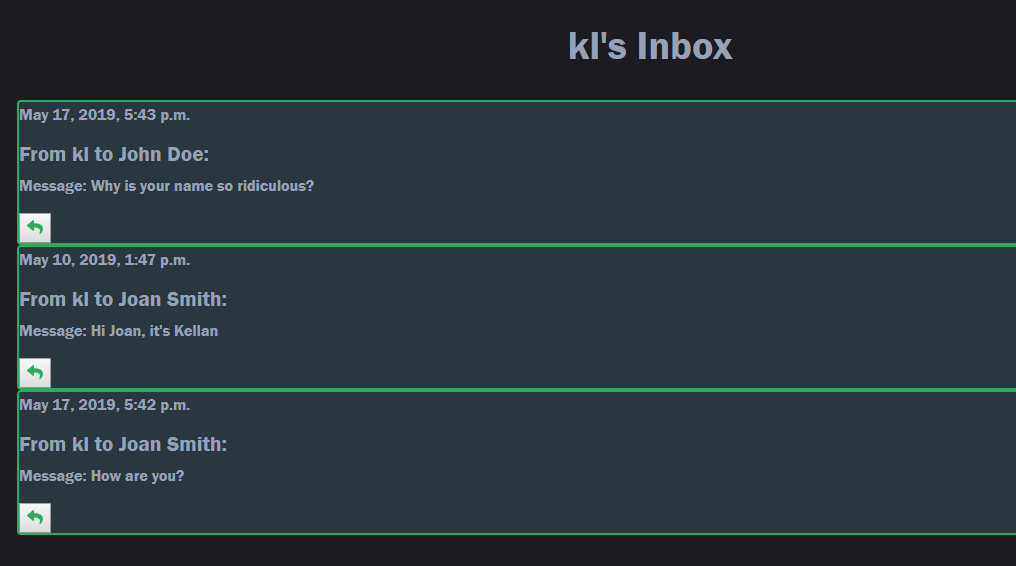 kl's Inbox
May 17, 2019, 5:43 p.m.
From kl to John Doe:
Message: Why is your name so ridiculous?
May 10, 2019, 1:47 p.m.
From kl to Joan Smith:
Message: Hi Joan, it's Kellan
May 17, 2019, 5:42 p.m.
From kl to Joan Smith:
Message: How are you?